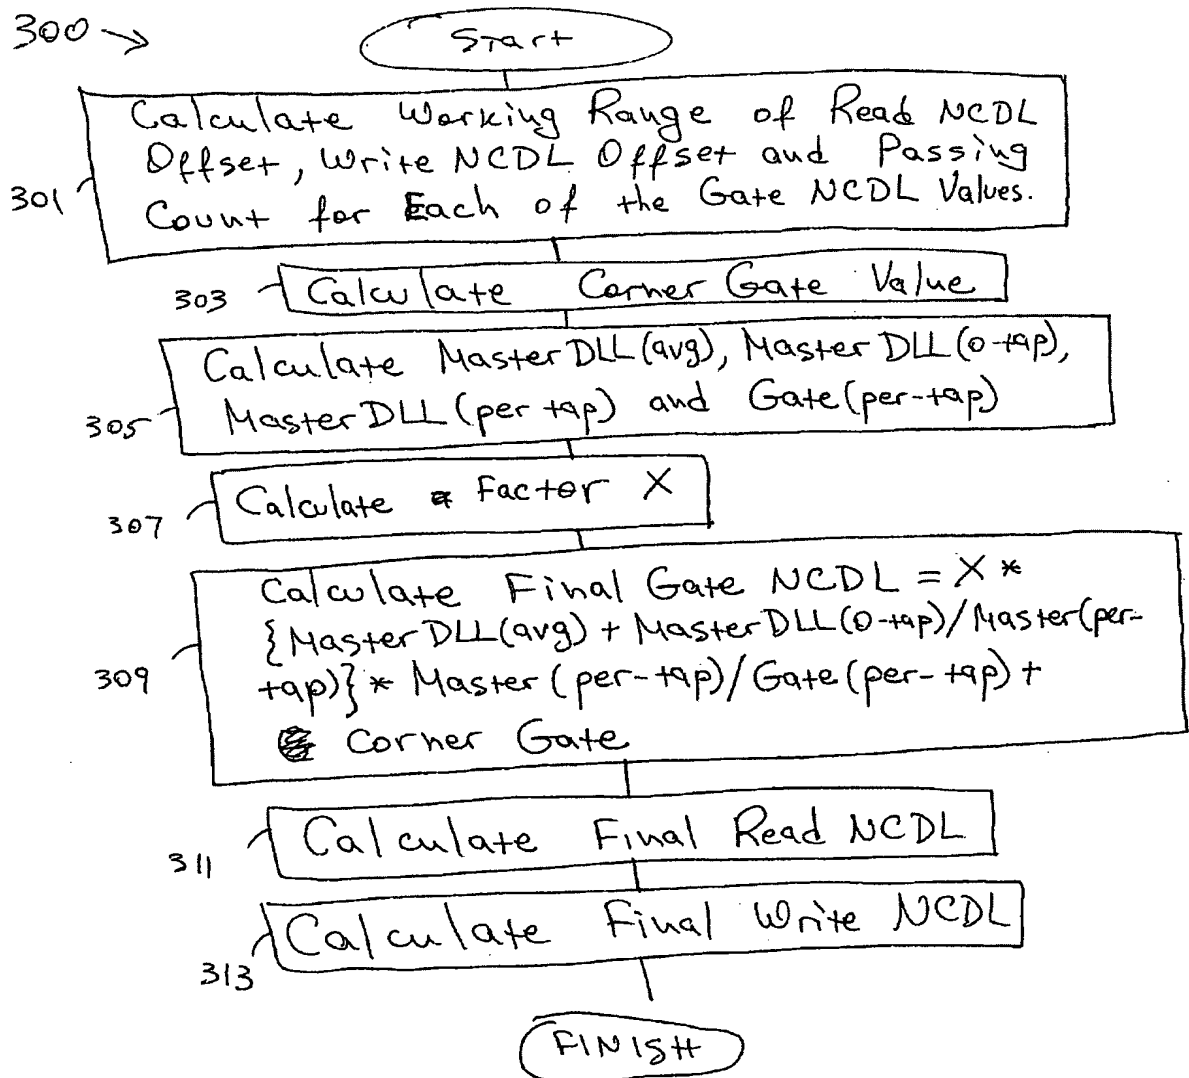 300
Start
Calculate Working Range of Read NCDL
Offset, Write NCDL Offset and Passing
301
Count for Each of the Gate NCDL Values.
303
Calculate Corner Gate Value
Calculate MasterDLL(avg), MasterDLL(0-tap),
305
MasterDLL(per tap) and Gate(per-tap)
307
Calculate Factor X
Calculate Final Gate NCDL = X *
{MasterDLL(avg) + MasterDLL(0-tap)/Master(per-
309
tap)} * Master(per-tap)/Gate(per-tap) +
Corner Gate
311
Calculate Final Read NCDL
313
Calculate Final Write NCDL
FINISH